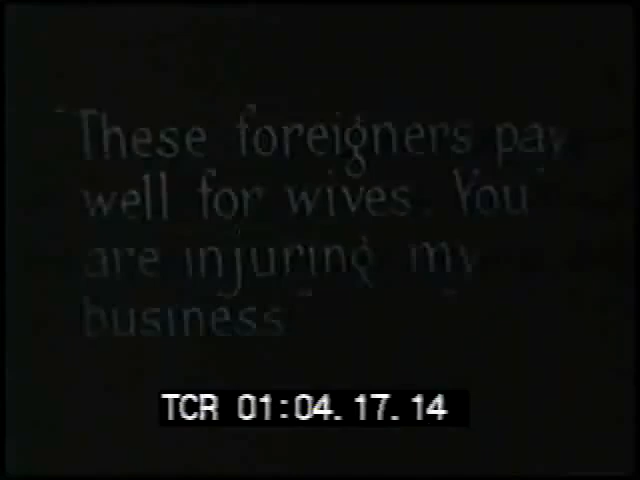 "These foreigners pay
well for wives. You
are injuring my
business"
TCR 01:04.17.14